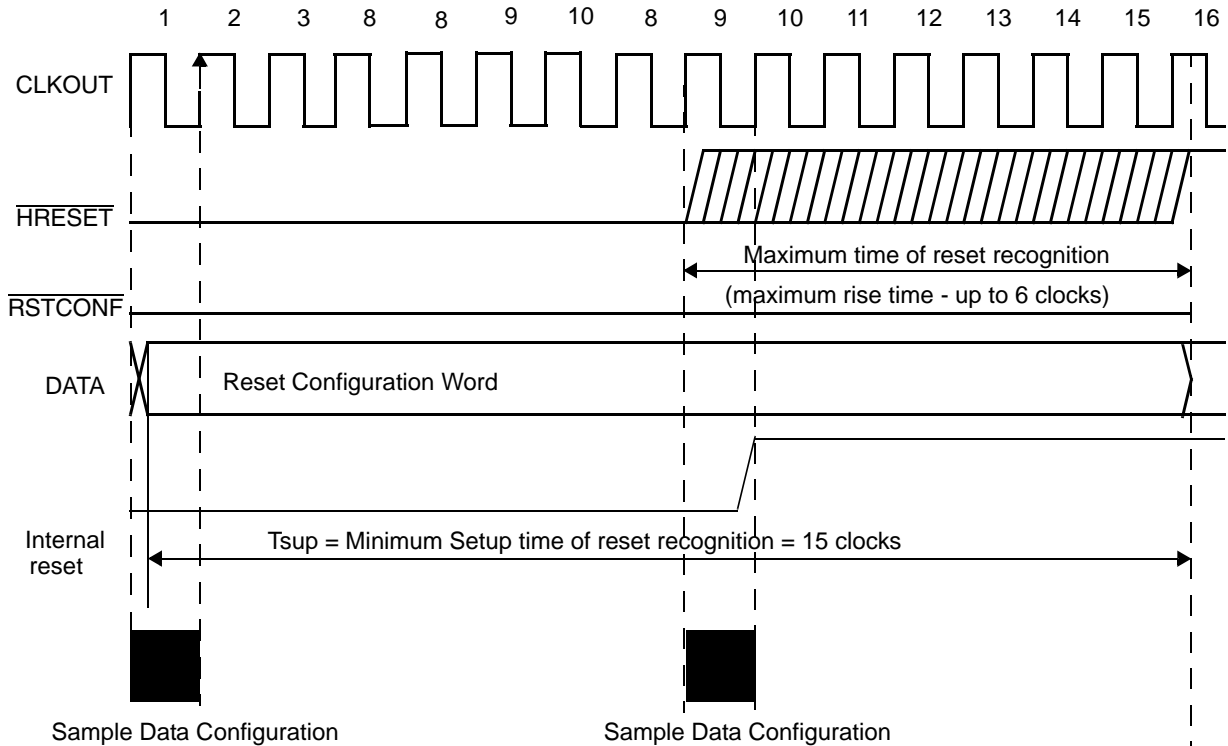 1 2 3 8 8 9 10 8 9 10 11 12 13 14 15 16
CLKOUT
HRESET
Maximum time of reset recognition
RSTCONF
(maximum rise time - up to 6 clocks)
DATA
Reset Configuration Word
Internal
reset
Tsup = Minimum Setup time of reset recognition = 15 clocks
Sample Data Configuration
Sample Data Configuration